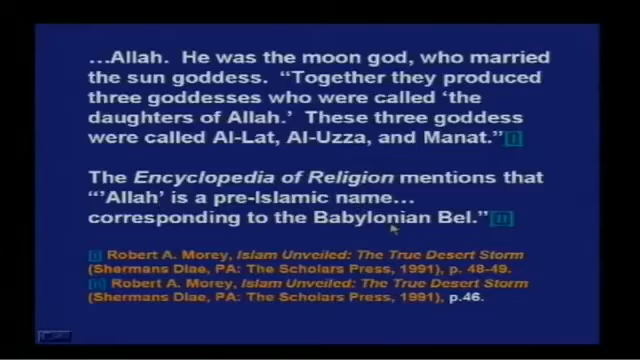 …Allah. He was the moon god, who married
the sun goddess. “Together they produced
three goddesses who were called ‘the
daughters of Allah.’ These three goddess
were called Al-Lat, Al-Uzza, and Manat.”[i]
The Encyclopedia of Religion mentions that
“’Allah’ is a pre-Islamic name…
corresponding to the Babylonian Bel.”[ii]
[i] Robert A. Morey, Islam Unveiled: The True Desert Storm
(Shermans Dlae, PA: The Scholars Press, 1991), p. 48-49.
[ii] Robert A. Morey, Islam Unveiled: The True Desert Storm
(Shermans Dlae, PA: The Scholars Press, 1991), p.46.